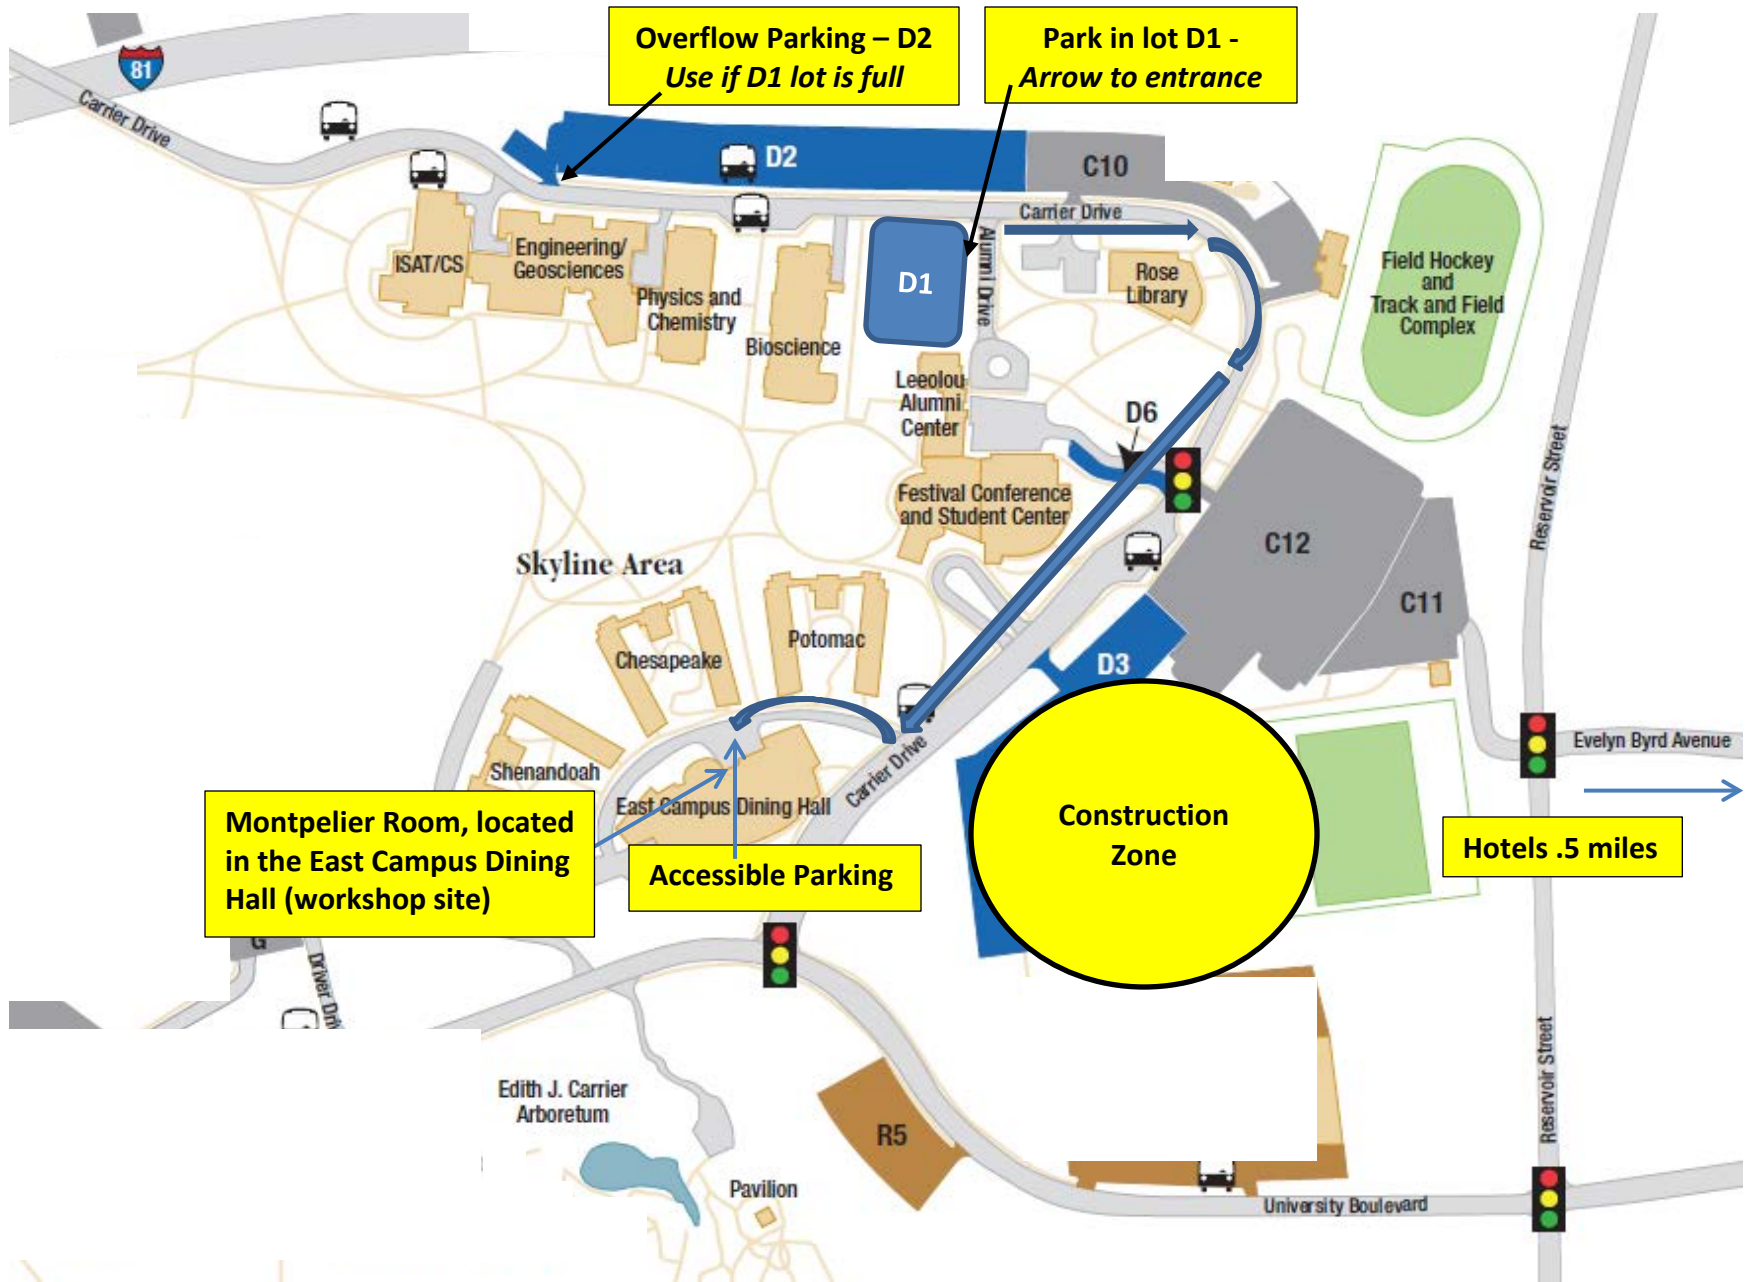 Overflow Parking – D2
Use if D1 lot is full
Park in lot D1 -
Arrow to entrance
81
Carrier Drive
D2
C10
Carrier Drive
ISAT/CS
Engineering/
Geosciences
Physics and
Chemistry
Bioscience
D1
Alumni Drive
Rose
Library
Field Hockey
and
Track and Field
Complex
Leeolou
Alumni
Center
D6
Festival Conference
and Student Center
Reservoir Street
C12
C11
Skyline Area
Potomac
Chesapeake
D3
Shenandoah
East Campus Dining Hall
Carrier Drive
Evelyn Byrd Avenue
Montpelier Room, located
in the East Campus Dining
Hall (workshop site)
Accessible Parking
Construction
Zone
Hotels .5 miles
G
Driver Driv
Edith J. Carrier
Arboretum
R5
Pavilion
Reservoir Street
University Boulevard